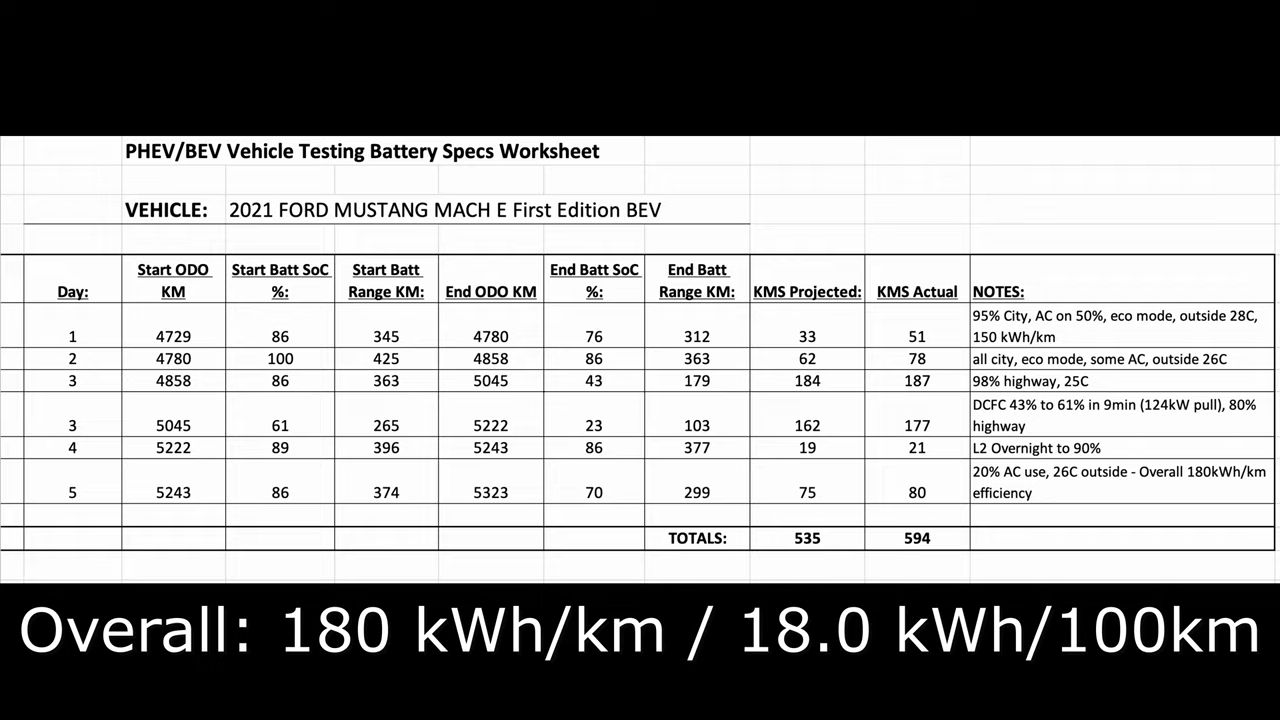 PHEV/BEV Vehicle Testing Battery Specs Worksheet
VEHICLE: 2021 FORD MUSTANG MACH E First Edition BEV
Day: Start ODO KM Start Batt SoC %: Start Batt Range KM: End ODO KM End Batt SoC %: End Batt Range KM: KMS Projected: KMS Actual NOTES:
1 4729 86 345 4780 76 312 33 51 95% City, AC on 50%, eco mode, outside 28C, 150 kWh/km
2 4780 100 425 4858 86 363 62 78 all city, eco mode, some AC, outside 26C
3 4858 86 363 5045 43 179 184 187 98% highway, 25C
3 5045 61 265 5222 23 103 162 177 DCFC 43% to 61% in 9min (124kW pull), 80% highway
4 5222 89 396 5243 86 377 19 21 L2 Overnight to 90%
5 5243 86 374 5323 70 299 75 80 20% AC use, 26C outside - Overall 180kWh/km efficiency
TOTALS: 535 594
Overall: 180 kWh/km / 18.0 kWh/100km